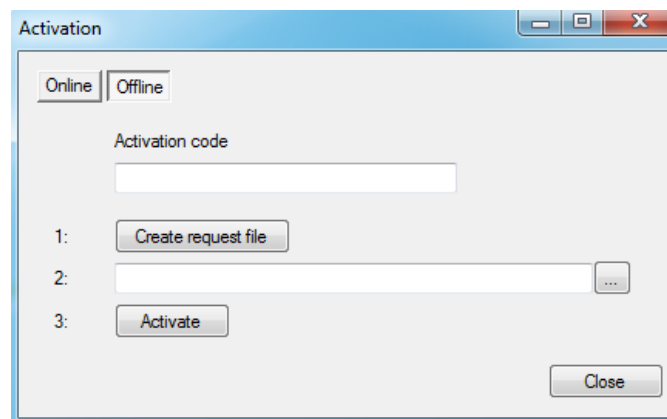 Activation
Online Offline
Activation code
1: Create request file
2: ...
3: Activate
Close